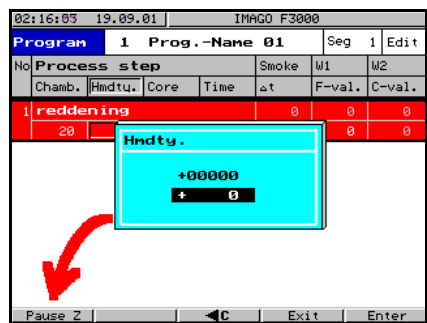 02:16:05 19.09.01 IMAGO F3000
Program 1 Prog.-Name 01 Seg 1 Edit
No Process step Smoke W1 W2
Chamb. Hmdty. Core Time △t F-val. C-val.
1 reddening 0 0 0
20 0 0
Hmdty.
+00000
+ 0
Pause Z ◀C Exit Enter